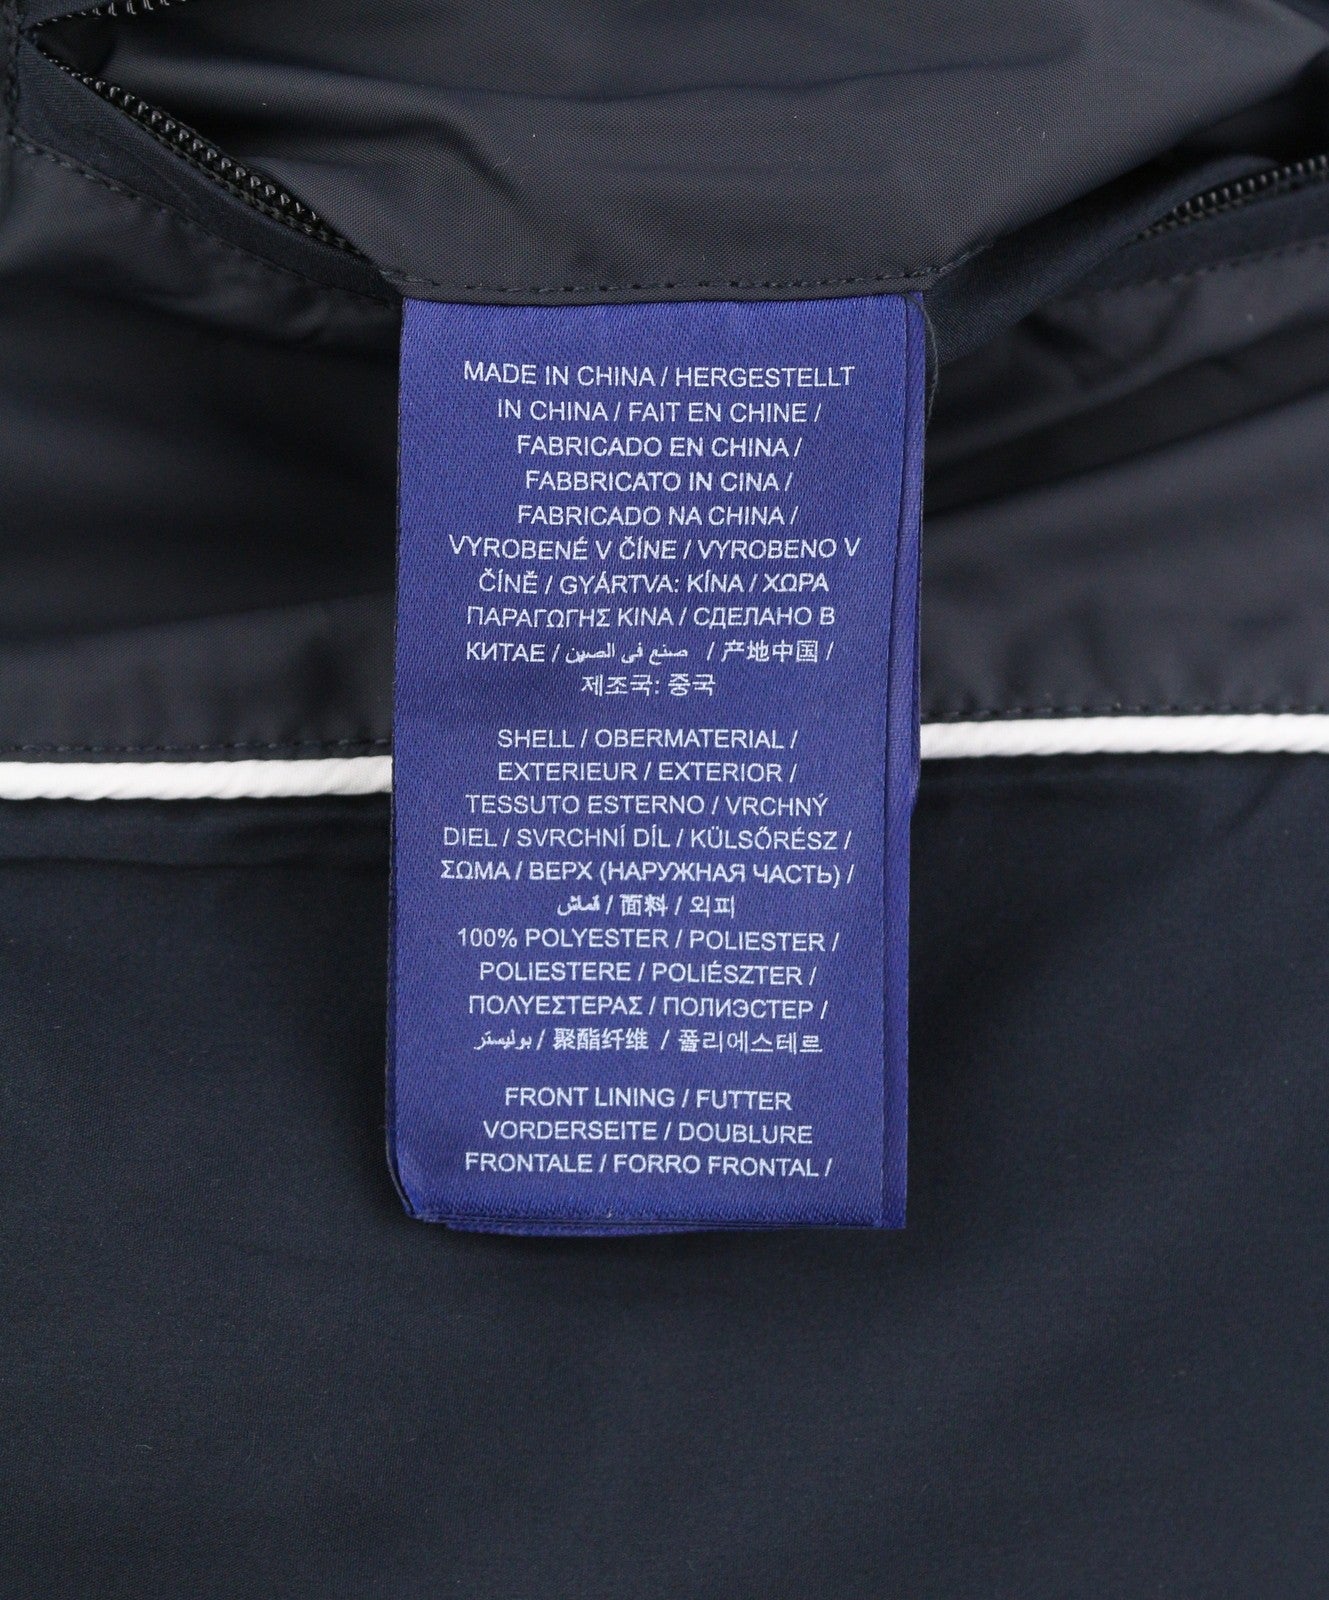 MADE IN CHINA / HERGESTELLT
IN CHINA / FAIT EN CHINE /
FABRICADO EN CHINA /
FABBRICATO IN CINA /
FABRICADO NA CHINA /
VYROBENÉ V ČÍNE / VYROBENO V
ČÍNĚ / GYÁRTVA: KÍNA / ΧΩΡΑ
ΠΑΡΑΓΩΓΗΣ ΚΙΝΑ / СДЕЛАНО В
КИТАЕ / صنع في الصين / 产地中国 /
제조국: 중국
SHELL / OBERMATERIAL /
EXTERIEUR / EXTERIOR /
TESSUTO ESTERNO / VRCHNÝ
DIEL / SVRCHNÍ DÍL / KÜLSŐRÉSZ /
ΣΩΜΑ / ВЕРХ (НАРУЖНАЯ ЧАСТЬ) /
قماش / 面料 / 외피
100% POLYESTER / POLIESTER /
POLIESTERE / POLIÉSZTER /
ΠΟΛΥΕΣΤΕΡΑΣ / ПОЛИЭСТЕР /
بوليستر / 聚酯纤维 / 폴리에스테르
FRONT LINING / FUTTER
VORDERSEITE / DOUBLURE
FRONTALE / FORRO FRONTAL /